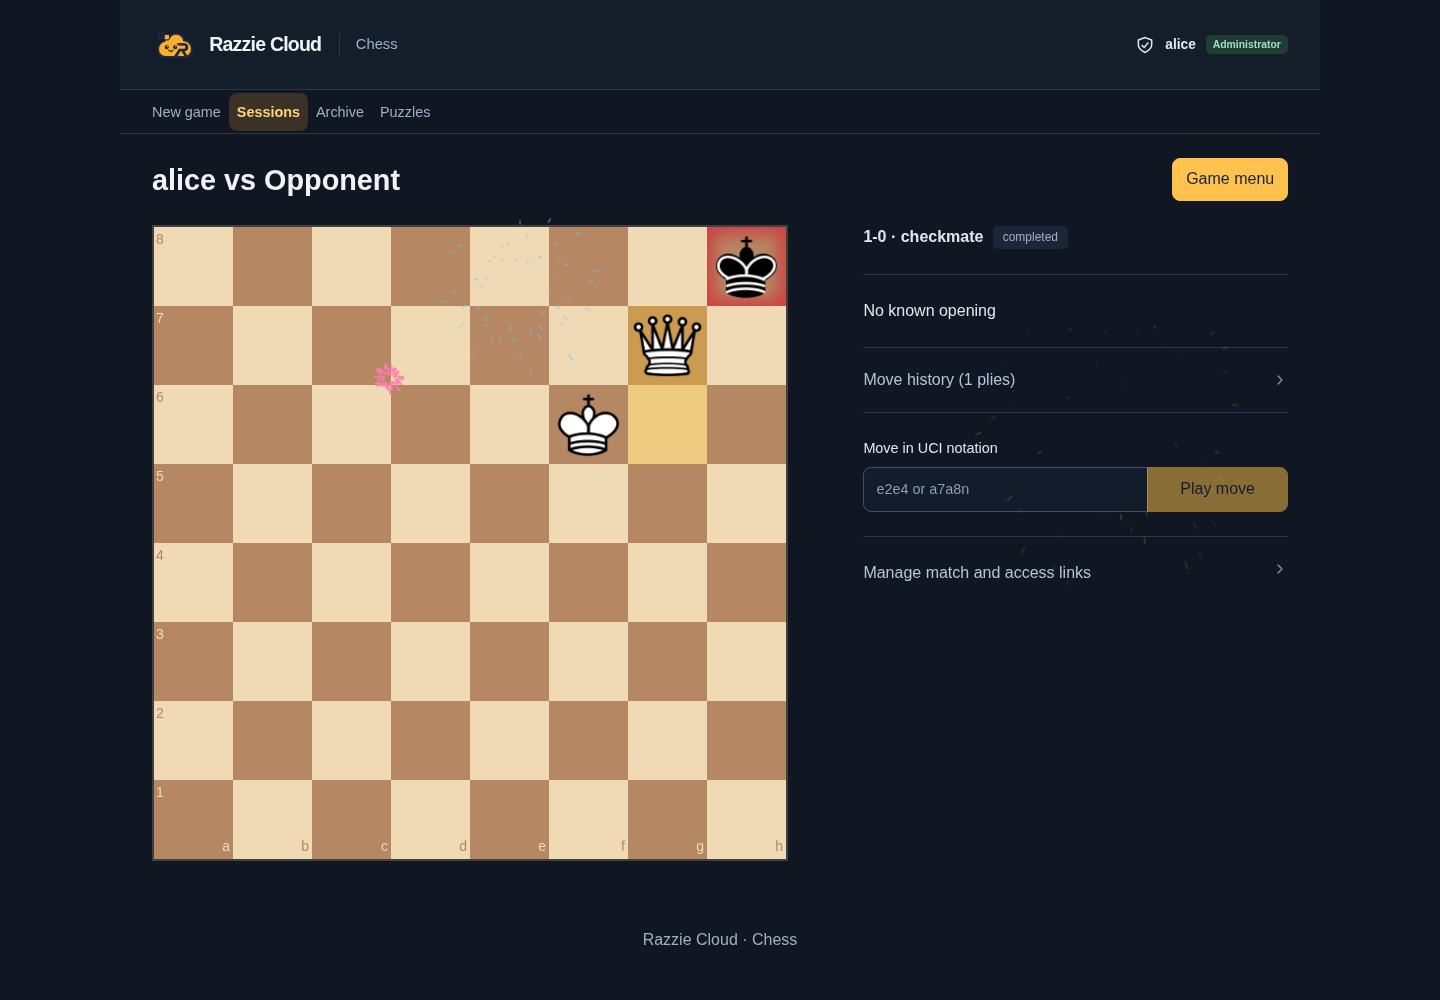 Razzie Cloud
Chess
alice
Administrator
New game
Sessions
Archive
Puzzles
alice vs Opponent
Game menu
8
7
6
5
4
3
2
1
a
b
c
d
e
f
g
h
1-0 · checkmate
completed
No known opening
Move history (1 plies)
Move in UCI notation
e2e4 or a7a8n
Play move
Manage match and access links
Razzie Cloud · Chess